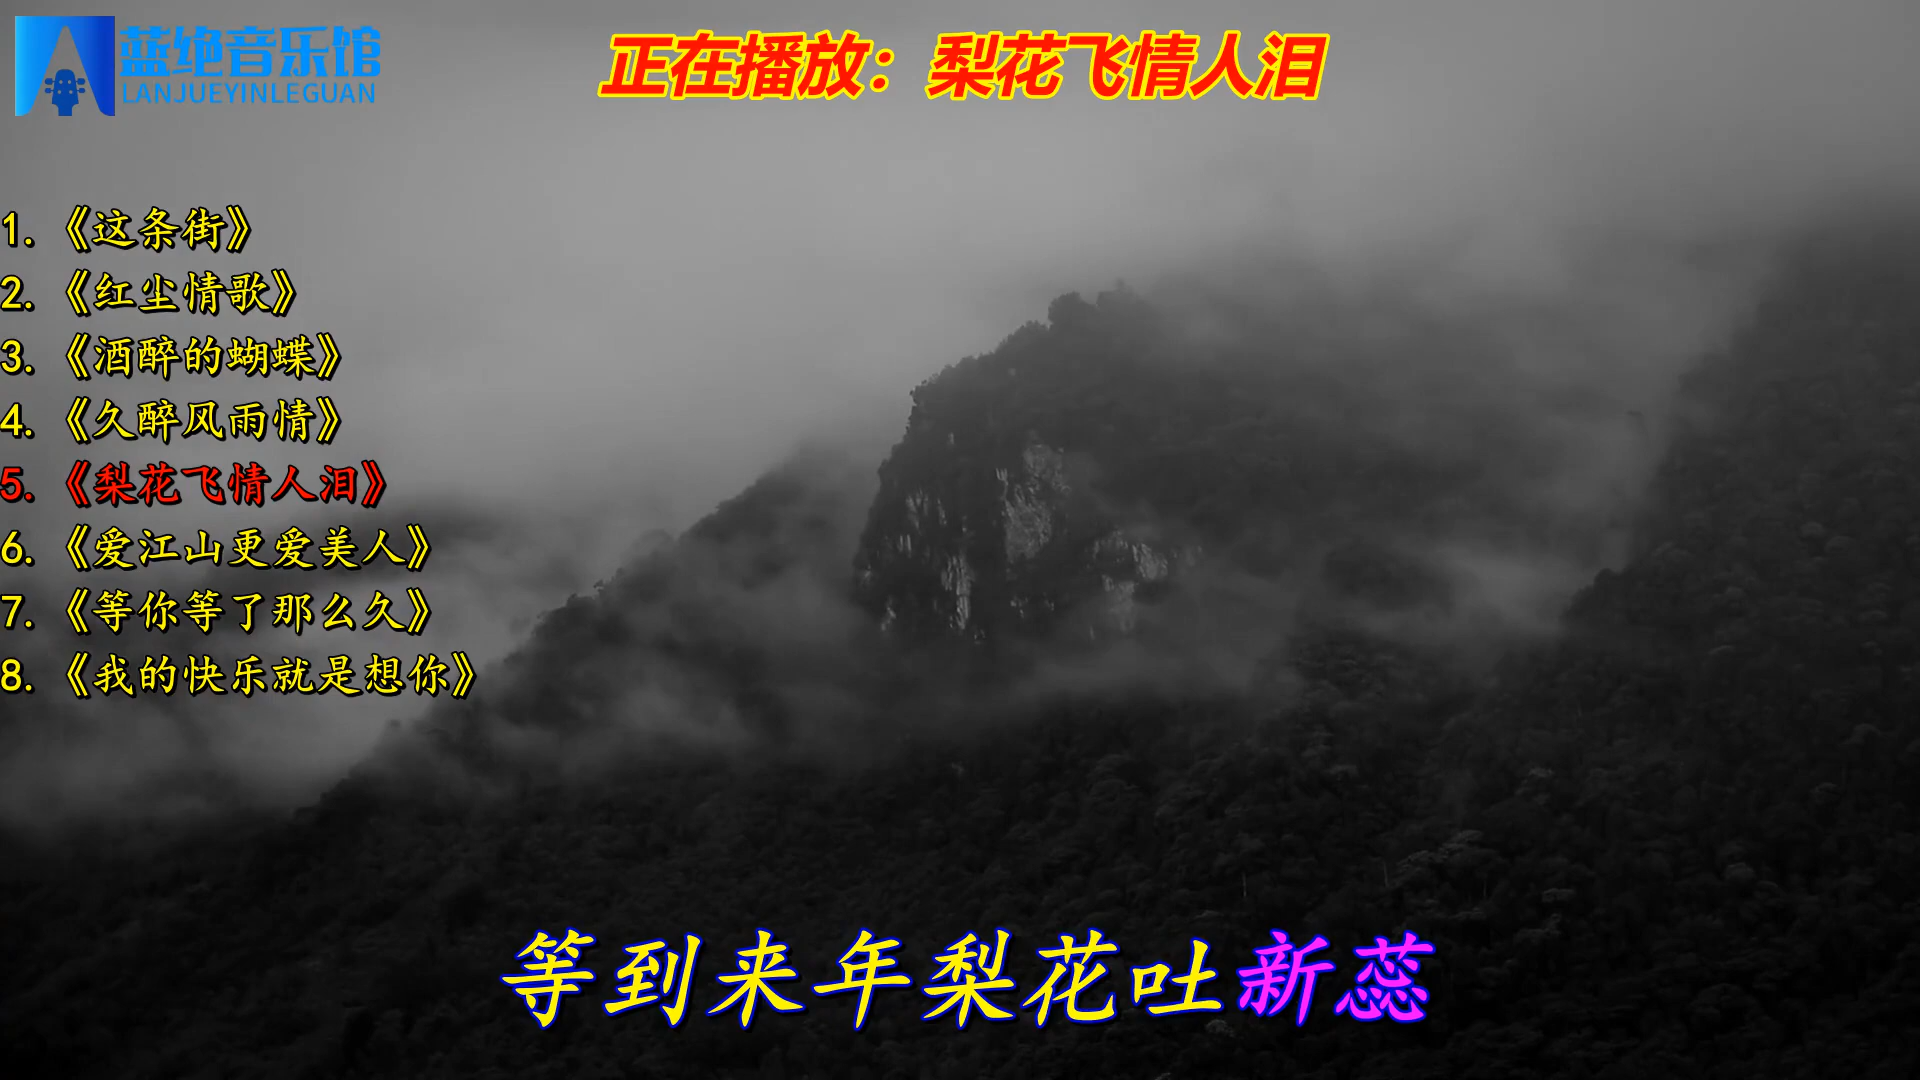 蓝绝音乐馆
LANJUEYINLEGUAN
正在播放：梨花飞情人泪
1. 《这条街》
2. 《红尘情歌》
3. 《酒醉的蝴蝶》
4. 《久醉风雨情》
5. 《梨花飞情人泪》
6. 《爱江山更爱美人》
7. 《等你等了那么久》
8. 《我的快乐就是想你》
等到来年梨花吐新蕊